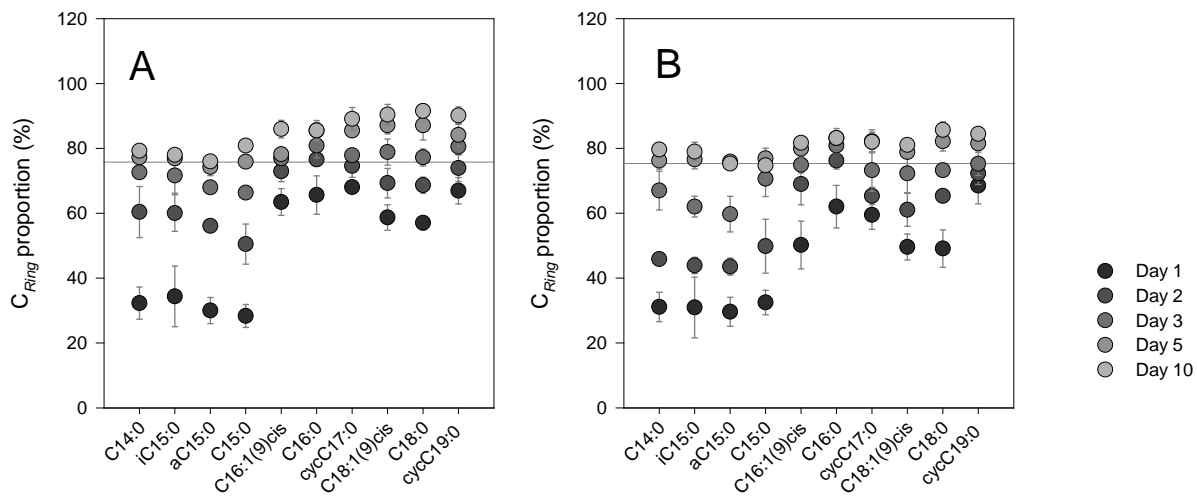 A
C_Ring proportion (%)
120
100
80
60
40
20
0
C14:0
iC15:0
aC15:0
C15:0
C16:1(9)cis
C16:0
cycC17:0
C18:1(9)cis
C18:0
cycC19:0
B
C_Ring proportion (%)
120
100
80
60
40
20
0
C14:0
iC15:0
aC15:0
C15:0
C16:1(9)cis
C16:0
cycC17:0
C18:1(9)cis
C18:0
cycC19:0
Day 1
Day 2
Day 3
Day 5
Day 10